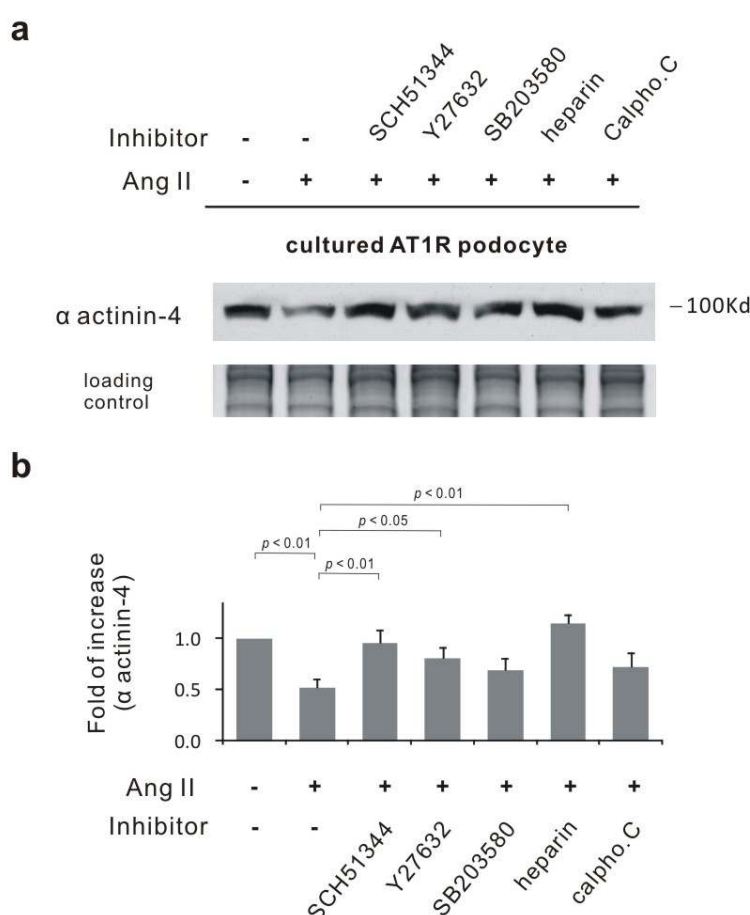 a
SCH51344 Y27632 SB203580 heparin Calpho.C
Inhibitor - -
Ang II - + + + + + +
cultured AT1R podocyte
α actinin-4 －100Kd
loading
control
b
p < 0.01
p < 0.05
p < 0.01
p < 0.01
Fold of increase
(α actinin-4)
1.0
0.5
0.0
Ang II - + + + + + +
Inhibitor - - SCH51344 Y27632 SB203580 heparin calpho.C